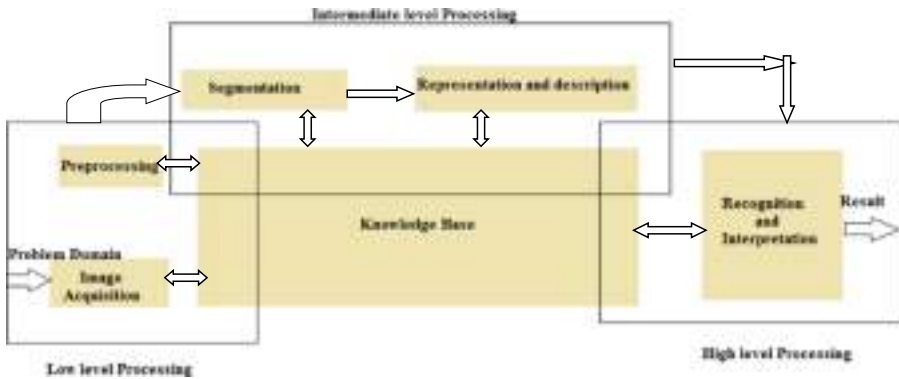 Intermediate level Processing
Segmentation
Representation and description
Preprocessing
Knowledge Base
Recognition
and
Interpretation
Result
Problem Domain
Image
Acquisition
Low level Processing
High level Processing